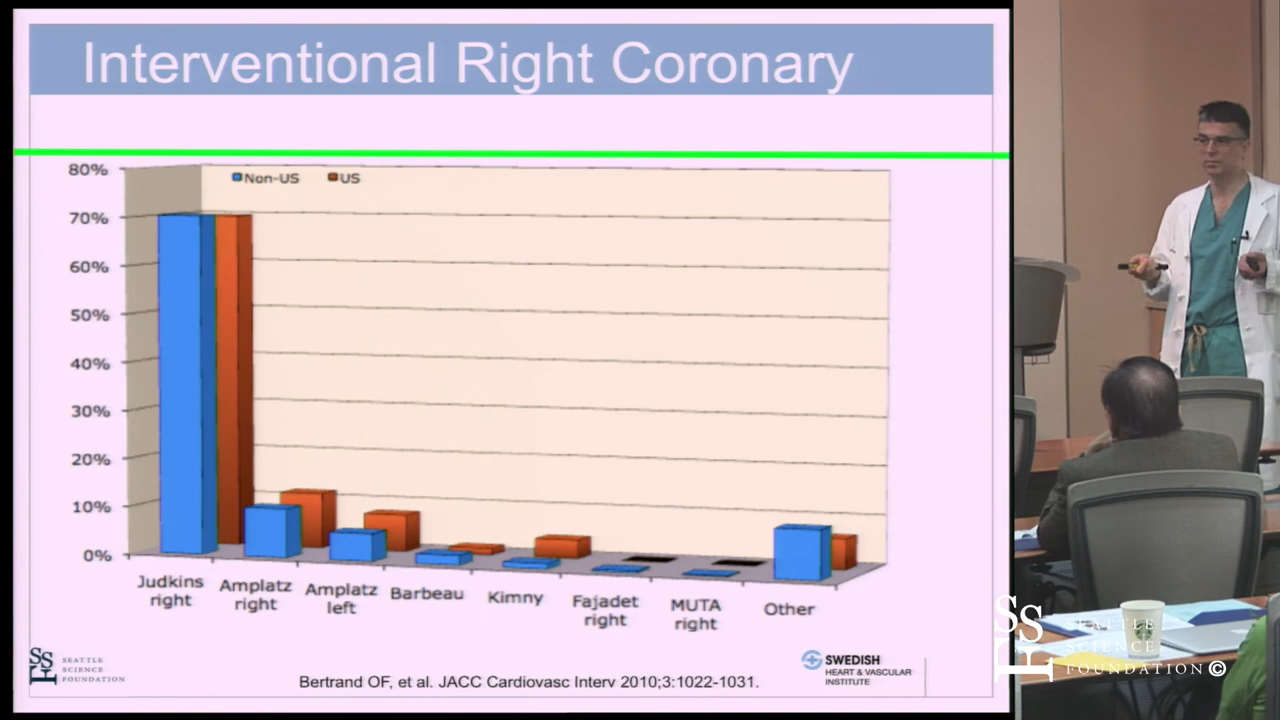 Interventional Right Coronary
80%
Non-US US
70%
60%
50%
40%
30%
20%
10%
0%
Judkins right
Amplatz right
Amplatz left
Barbeau
Kimny
Fajadet right
MUTA right
Other
SEATTLE
SCIENCE
FOUNDATION
Bertrand OF, et al. JACC Cardiovasc Interv 2010;3:1022-1031.
SWEDISH
HEART & VASCULAR
INSTITUTE
SSF
SEATTLE
SCIENCE
FOUNDATION©